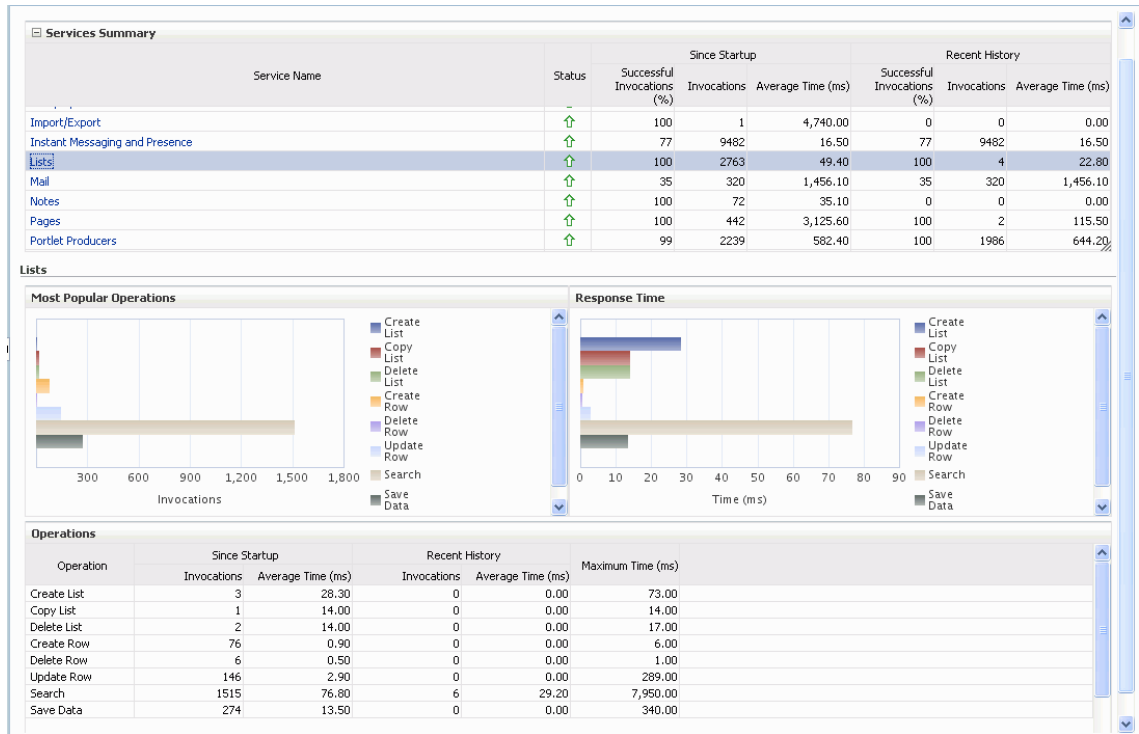 Services Summary
Since Startup Recent History
Service Name Status Successful Invocations (%) Invocations Average Time (ms) Successful Invocations (%) Invocations Average Time (ms)
Import/Export 100 1 4,740.00 0 0 0.00
Instant Messaging and Presence 77 9482 16.50 77 9482 16.50
Lists 100 2763 49.40 100 4 22.80
Mail 35 320 1,456.10 35 320 1,456.10
Notes 100 72 35.10 0 0 0.00
Pages 100 442 3,125.60 100 2 115.50
Portlet Producers 99 2239 582.40 100 1986 644.20
Lists
Most Popular Operations
Create List
Copy List
Delete List
Create Row
Delete Row
Update Row
Search
Save Data
300 600 900 1,200 1,500 1,800
Invocations
Response Time
Create List
Copy List
Delete List
Create Row
Delete Row
Update Row
Search
Save Data
0 10 20 30 40 50 60 70 80 90
Time (ms)
Operations
Operation Since Startup Recent History Maximum Time (ms)
Invocations Average Time (ms) Invocations Average Time (ms)
Create List 3 28.30 0 0.00 73.00
Copy List 1 14.00 0 0.00 14.00
Delete List 2 14.00 0 0.00 17.00
Create Row 76 0.90 0 0.00 6.00
Delete Row 6 0.50 0 0.00 1.00
Update Row 146 2.90 0 0.00 289.00
Search 1515 76.80 6 29.20 7,950.00
Save Data 274 13.50 0 0.00 340.00